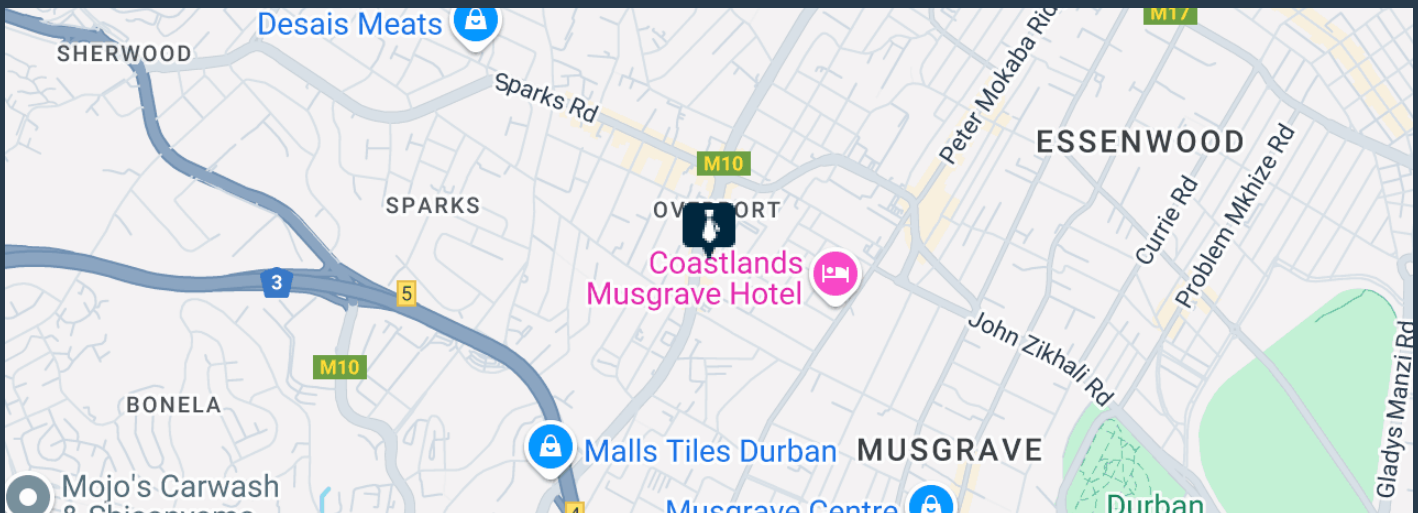 Desais Meats
M17
SHERWOOD
Sparks Rd
Peter Mokaba Rid
ESSENWOOD
M10
SPARKS
Currie Rd
Problem Mkhize Rd
Coastlands
Musgrave Hotel
3
5
John Zikhali Rd
Gladys Manzi Rd
M10
BONELA
Malls Tiles Durban
MUSGRAVE
Mojo's Carwash
Musgrave Centre
4
Durban